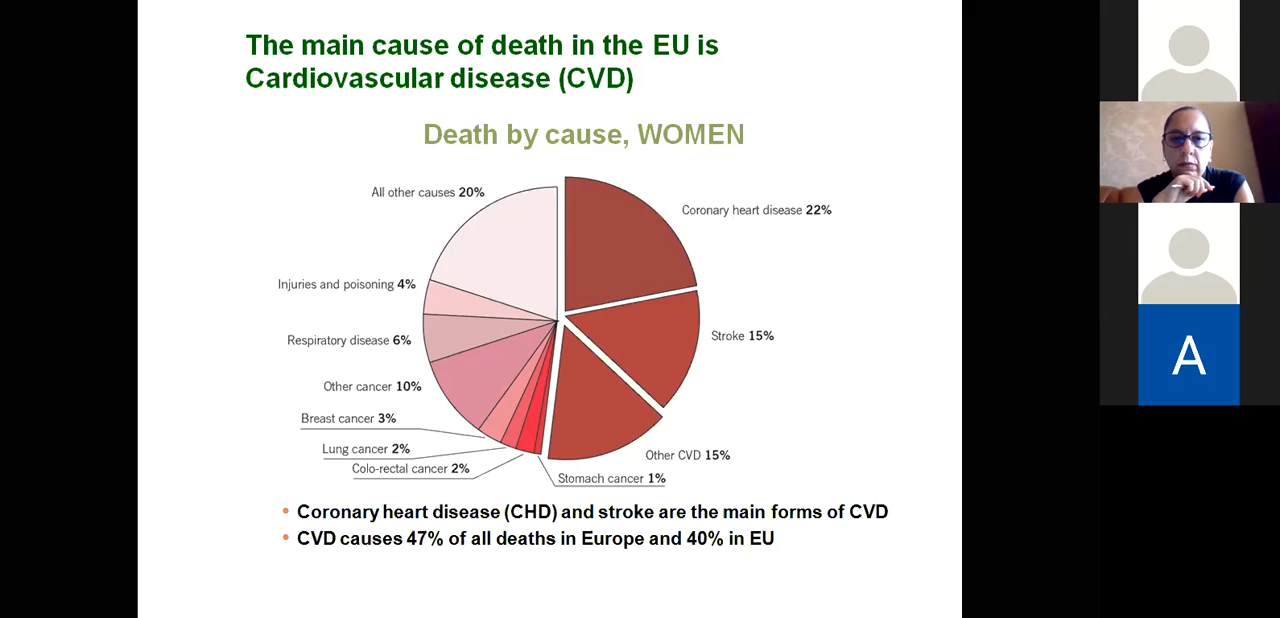 The main cause of death in the EU is
Cardiovascular disease (CVD)
Death by cause, WOMEN
All other causes 20%
Coronary heart disease 22%
Injuries and poisoning 4%
Stroke 15%
Respiratory disease 6%
Other cancer 10%
Breast cancer 3%
Lung cancer 2%
Other CVD 15%
Colo-rectal cancer 2%
Stomach cancer 1%
• Coronary heart disease (CHD) and stroke are the main forms of CVD
• CVD causes 47% of all deaths in Europe and 40% in EU
A